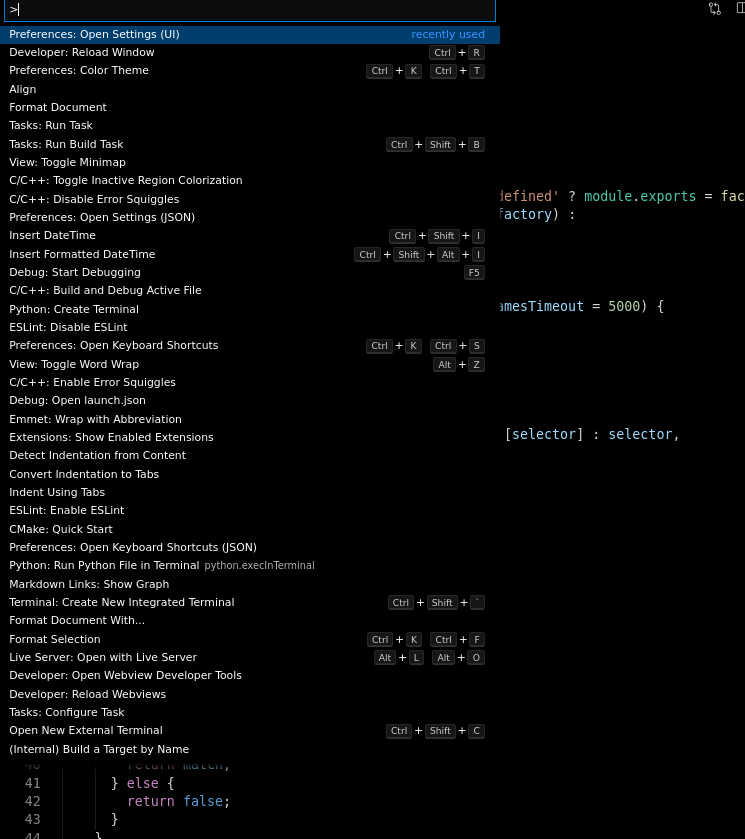 >
Preferences: Open Settings (UI) recently used
Developer: Reload Window Ctrl + R
Preferences: Color Theme Ctrl + K Ctrl + T
Align
Format Document
Tasks: Run Task
Tasks: Run Build Task Ctrl + Shift + B
View: Toggle Minimap
C/C++: Toggle Inactive Region Colorization
defined' ? module.exports = fac
C/C++: Disable Error Squiggles
Preferences: Open Settings (JSON) factory) :
Insert DateTime Ctrl + Shift + I
Insert Formatted DateTime Ctrl + Shift + Alt + I
Debug: Start Debugging F5
C/C++: Build and Debug Active File
Python: Create Terminal amesTimeout = 5000) {
ESLint: Disable ESLint
Preferences: Open Keyboard Shortcuts Ctrl + K Ctrl + S
View: Toggle Word Wrap Alt + Z
C/C++: Enable Error Squiggles
Debug: Open launch.json
Emmet: Wrap with Abbreviation
Extensions: Show Enabled Extensions [selector] : selector,
Detect Indentation from Content
Convert Indentation to Tabs
Indent Using Tabs
ESLint: Enable ESLint
CMake: Quick Start
Preferences: Open Keyboard Shortcuts (JSON)
Python: Run Python File in Terminal python.execInTerminal
Markdown Links: Show Graph
Terminal: Create New Integrated Terminal Ctrl + Shift + `
Format Document With...
Format Selection Ctrl + K Ctrl + F
Live Server: Open with Live Server Alt + L Alt + O
Developer: Open Webview Developer Tools
Developer: Reload Webviews
Tasks: Configure Task
Open New External Terminal Ctrl + Shift + C
(Internal) Build a Target by Name
40 return match;
41 } else {
42 return false;
43 }
44 }